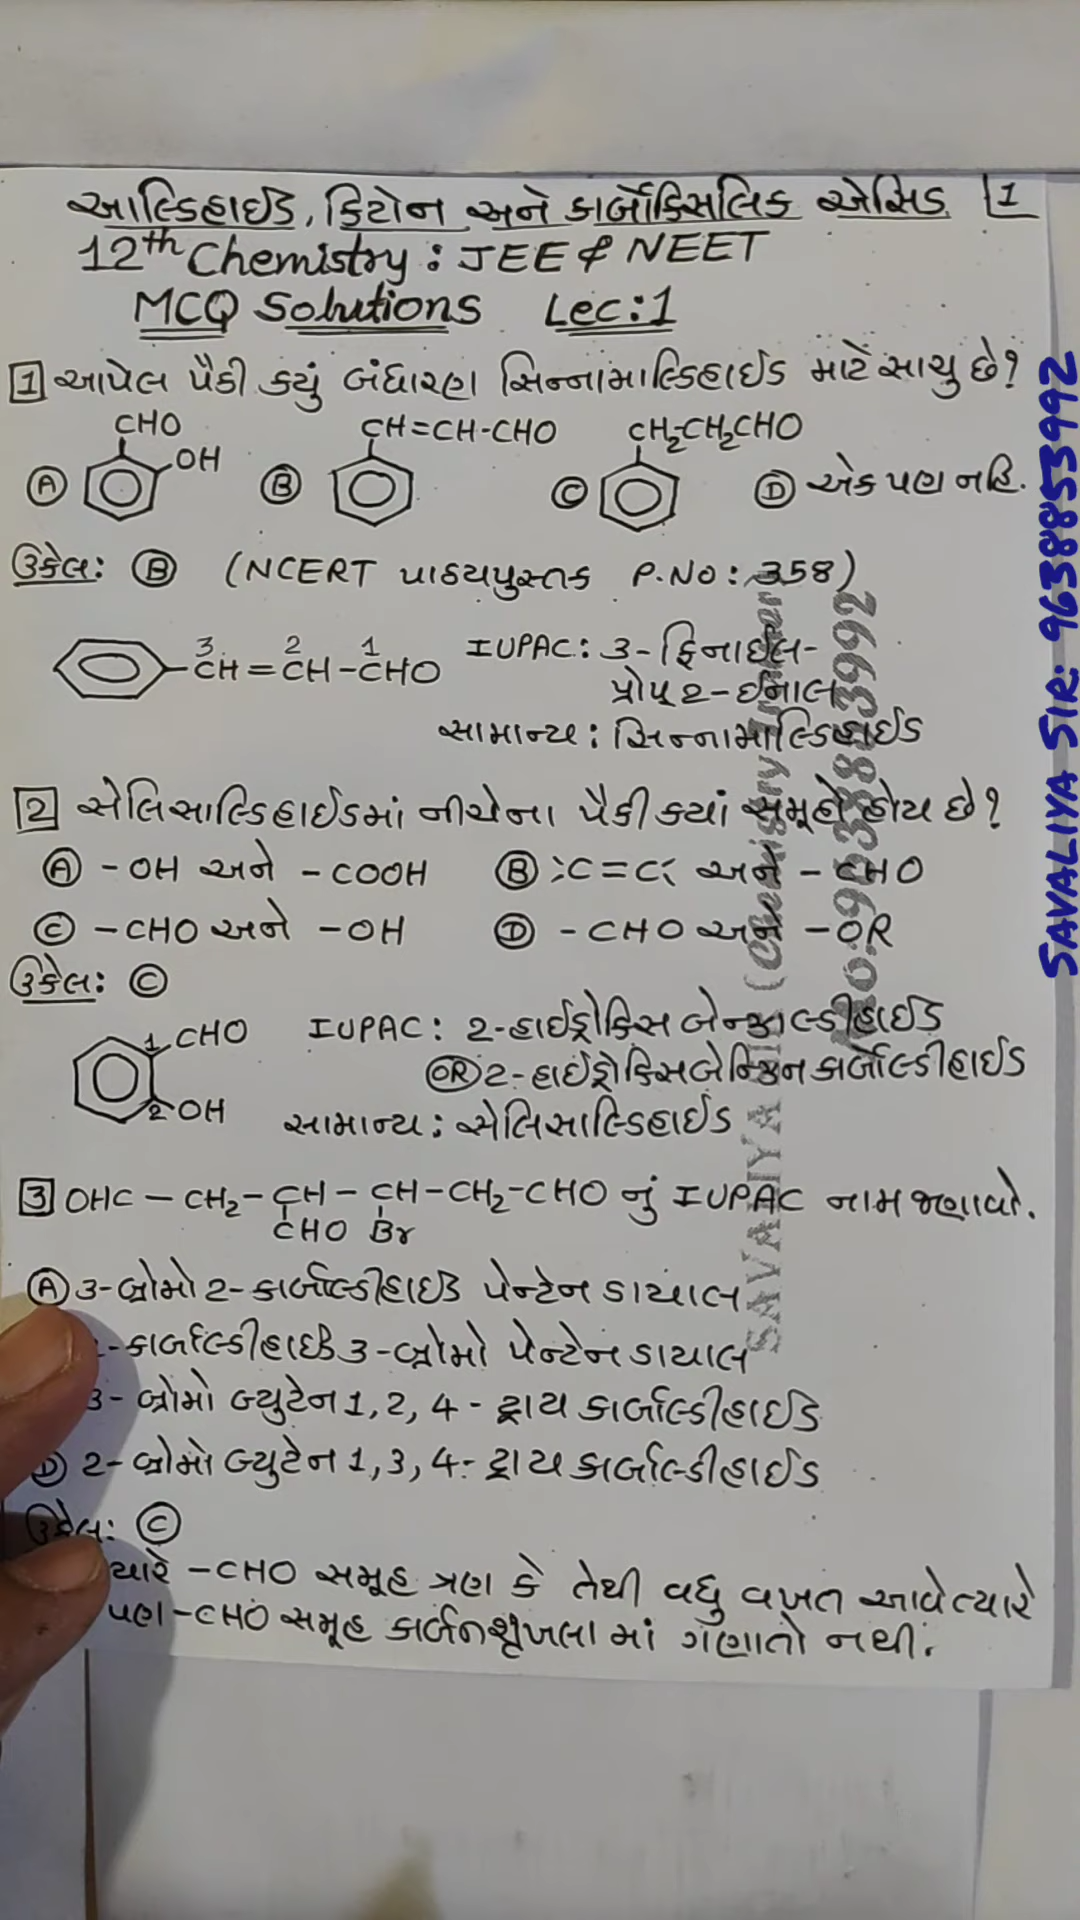 આલ્ડિહાઈડ, કિટોન અને કાર્બોક્સિલિક એસિડ 1
12th Chemistry : JEE & NEET
MCQ Solutions Lec:1
1 આપેલ પૈકી કયું બંધારણ સિન્નામાલ્ડિહાઈડ માટે સાચુ છે?
CHO CH=CH-CHO CH2-CH2CHO
A OH B C D એક પણ નહિ.
ઉકેલ: B (NCERT પાઠયપુસ્તક P.NO: 358)
3 2 1 IUPAC: 3-ફિનાઈલ-
CH=CH-CHO
પ્રોપ્ 2-ઈનાલ
સામાન્ય : સિન્નામાલ્ડિહાઈડ
2 સેલિસાલ્ડિહાઈડમાં નીચેના પૈકી ક્યાં સમૂહો હોય છે?
A -OH અને -COOH B :C=C: અને -CHO
C -CHO અને -OH D -CHO અને -OR
ઉકેલ: C
1 CHO IUPAC: 2-હાઈડ્રોક્સિ બેન્ઝાલ્ડીહાઈડ
OR 2-હાઈડ્રોક્સિબેન્ઝિન કાર્બાલ્ડીહાઈડ
2 OH સામાન્ય : સેલિસાલ્ડિહાઈડ
3 OHC-CH2-CH-CH-CH2-CHO નું IUPAC નામ જણાવો.
CHO Br
A 3-બ્રોમો 2-કાર્બાલ્ડીહાઈડ પેન્ટેન ડાયાલ
-કાર્બાલ્ડીહાઈડ 3-બ્રોમો પેન્ટેન ડાયાલ
3-બ્રોમો બ્યુટેન 1, 2, 4-ટ્રાય કાર્બાલ્ડીહાઈડ
D 2-બ્રોમો બ્યુટેન 1,3,4-ટ્રાય કાર્બાલ્ડીહાઈડ
ઉકેલ: C
-CHO સમૂહ ત્રણ કે તેથી વધુ વખત આવે ત્યારે
પણ -CHO સમૂહ કાર્બનશૃંખલા માં ગણાતો નથી.
SAVALIYA SIR: 9638853992